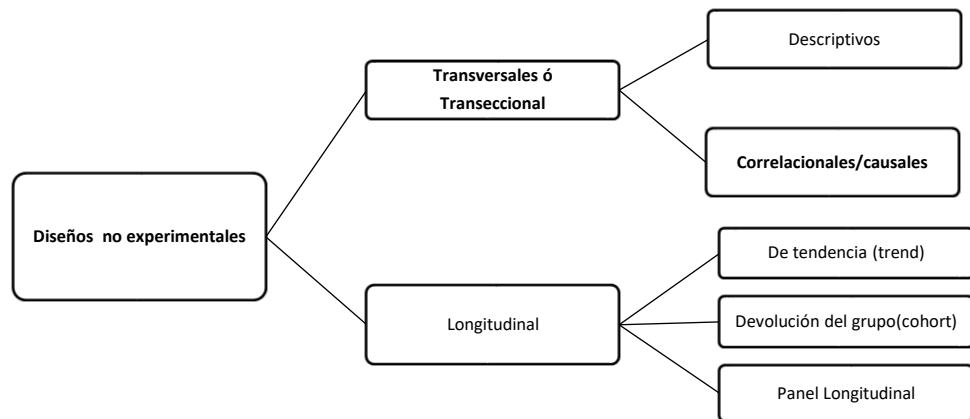 Diseños no experimentales
Transversales ó
Transeccional
Descriptivos
Correlacionales/causales
Longitudinal
De tendencia (trend)
Devolución del grupo(cohort)
Panel Longitudinal